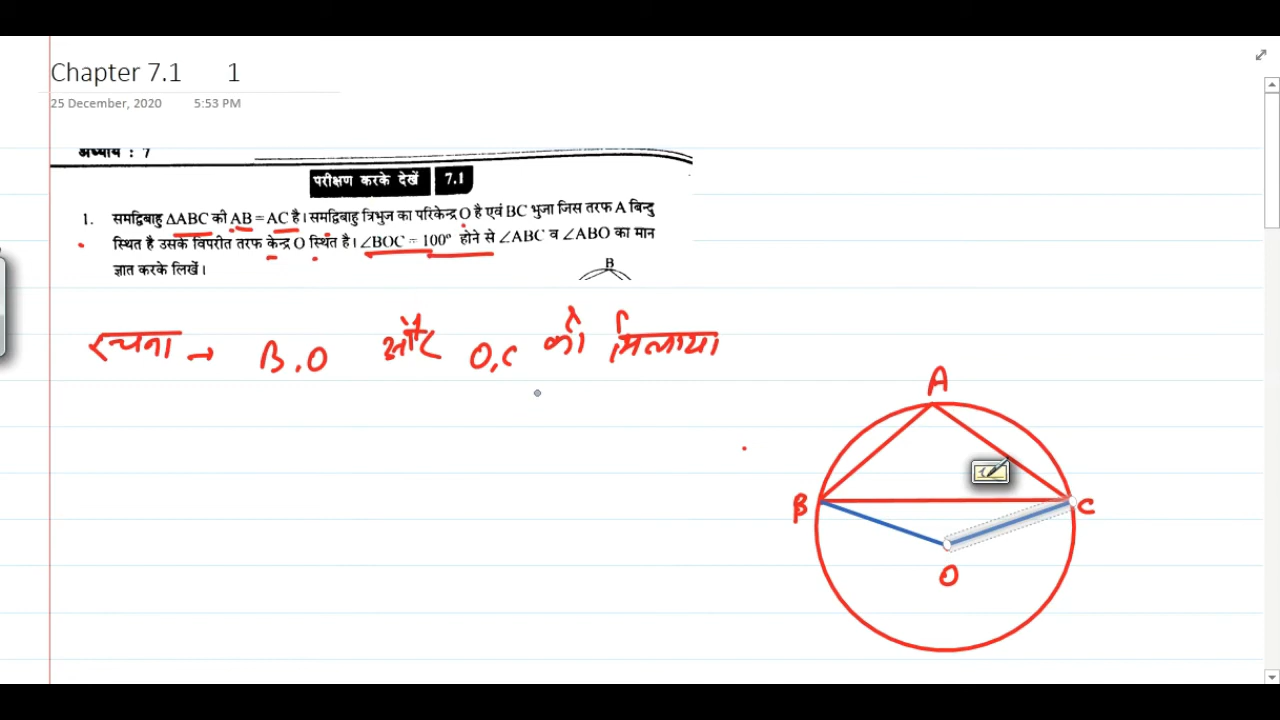 Chapter 7.1 1
25 December, 2020 5:53 PM
अध्याय : 7
परीक्षण करके देखें 7.1
1. समद्विबाहु ΔABC की AB = AC है। समद्विबाहु त्रिभुज का परिकेन्द्र O है एवं BC भुजा जिस तरफ A बिन्दु
स्थित है उसके विपरीत तरफ केन्द्र O स्थित है। ∠BOC = 100° होने से ∠ABC व ∠ABO का मान
ज्ञात करके लिखें।
B
रचना → B,O और O,C को मिलाया
A
B
C
O